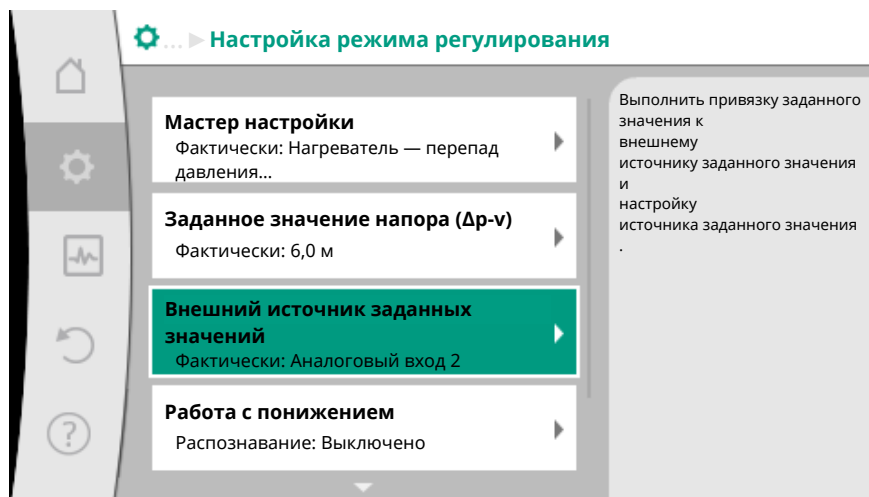 ... Настройка режима регулирования
Мастер настройки
Фактически: Нагреватель — перепад
давления...
Заданное значение напора (Δp-v)
Фактически: 6,0 м
Внешний источник заданных
значений
Фактически: Аналоговый вход 2
Работа с понижением
Распознавание: Выключено
Выполнить привязку заданного
значения к
внешнему
источнику заданного значения
и
настройку
источника заданного значения
.
?